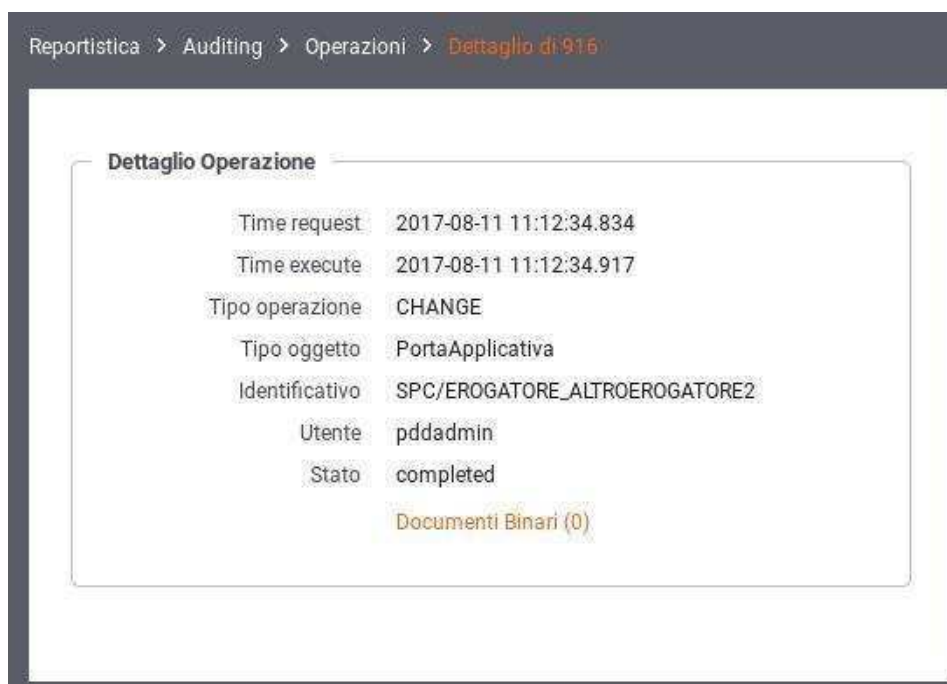 Reportistica > Auditing > Operazioni > Dettaglio di 916
Dettaglio Operazione
Time request 2017-08-11 11:12:34.834
Time execute 2017-08-11 11:12:34.917
Tipo operazione CHANGE
Tipo oggetto PortaApplicativa
Identificativo SPC/EROGATORE_ALTROEROGATORE2
Utente pddadmin
Stato completed
Documenti Binari (0)